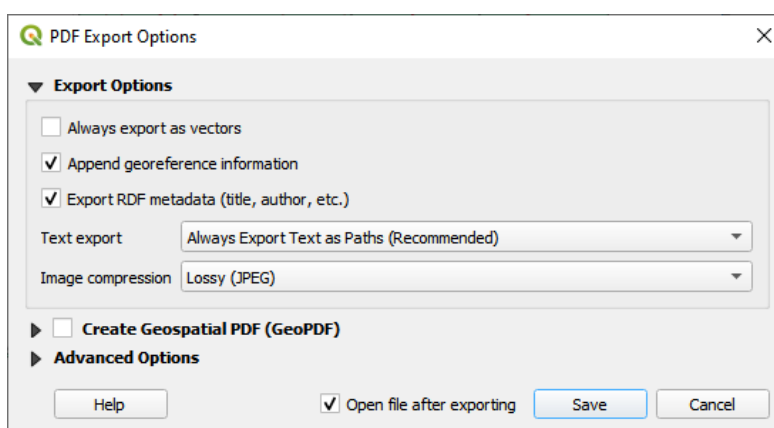 PDF Export Options
Export Options
Always export as vectors
Append georeference information
Export RDF metadata (title, author, etc.)
Text export Always Export Text as Paths (Recommended)
Image compression Lossy (JPEG)
Create Geospatial PDF (GeoPDF)
Advanced Options
Help Open file after exporting Save Cancel